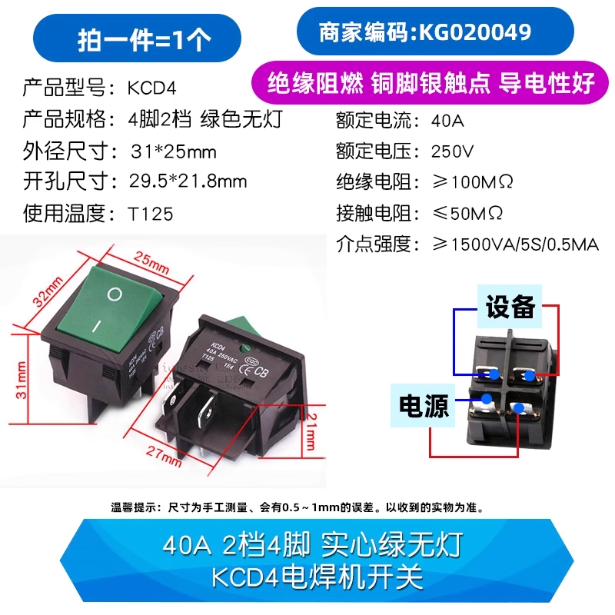 拍一件=1个
商家编码:KG020049
绝缘阻燃 铜脚银触点 导电性好
产品型号: KCD4
产品规格: 4脚2档 绿色无灯
外径尺寸: 31*25mm
开孔尺寸: 29.5*21.8mm
使用温度: T125
额定电流: 40A
额定电压: 250V
绝缘电阻: ≥100MΩ
接触电阻: ≤50MΩ
介点强度: ≥1500VA/5S/0.5MA
25mm
32mm
31mm
KCD4
40A 250VAC
T125 1E4
CE CB
21mm
27mm
设备
电源
温馨提示: 尺寸为手工测量、会有0.5~1mm的误差。以收到的实物为准。
40A 2档4脚 实心绿无灯
KCD4电焊机开关